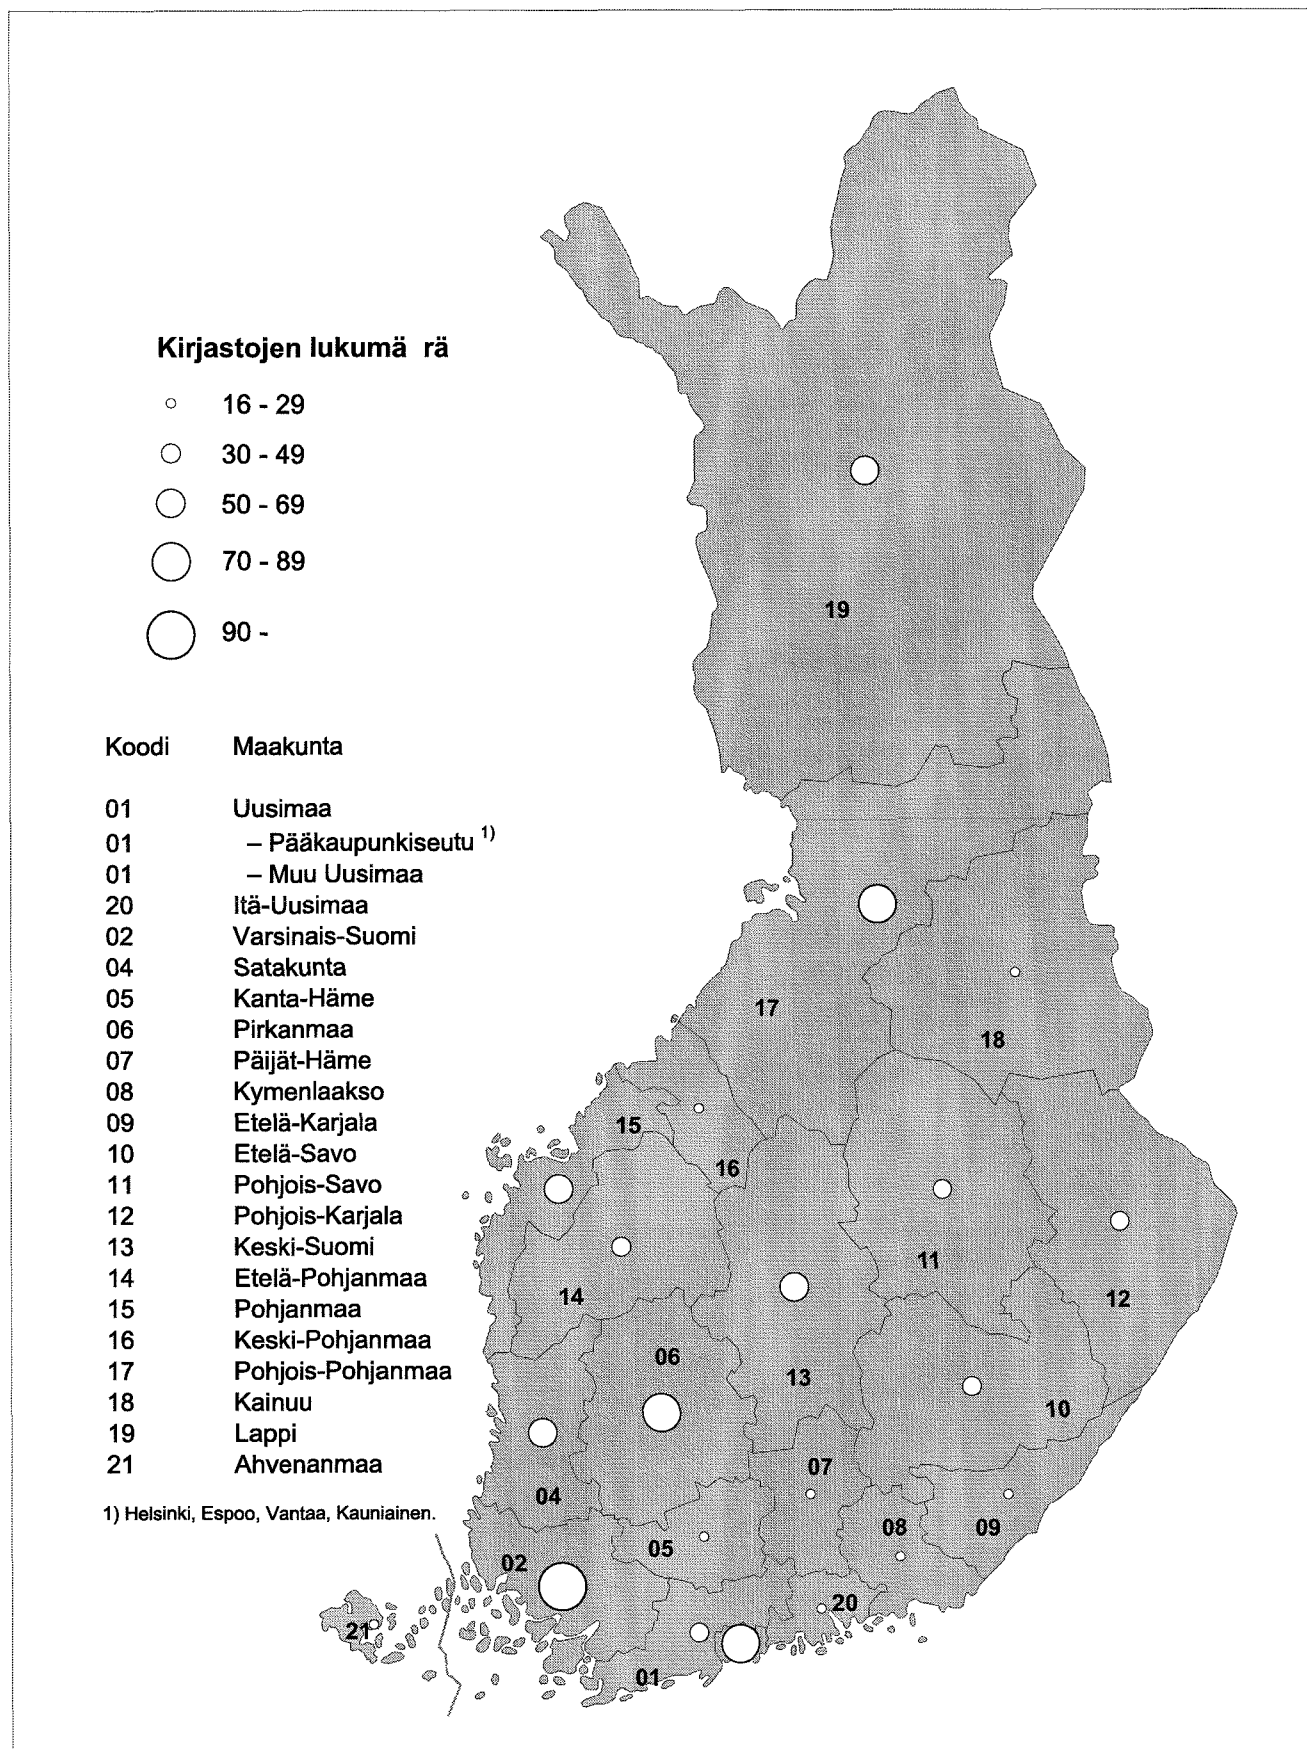 Kirjastojen lukumä rä
16 - 29
30 - 49
50 - 69
70 - 89
90 -
Koodi Maakunta
01 Uusimaa
01 – Pääkaupunkiseutu 1)
01 – Muu Uusimaa
20 Itä-Uusimaa
02 Varsinais-Suomi
04 Satakunta
05 Kanta-Häme
06 Pirkanmaa
07 Päijät-Häme
08 Kymenlaakso
09 Etelä-Karjala
10 Etelä-Savo
11 Pohjois-Savo
12 Pohjois-Karjala
13 Keski-Suomi
14 Etelä-Pohjanmaa
15 Pohjanmaa
16 Keski-Pohjanmaa
17 Pohjois-Pohjanmaa
18 Kainuu
19 Lappi
21 Ahvenanmaa
1) Helsinki, Espoo, Vantaa, Kauniainen.
19
17
18
15
16
11
14
12
06
13
10
07
04
08
09
05
02
20
21
01